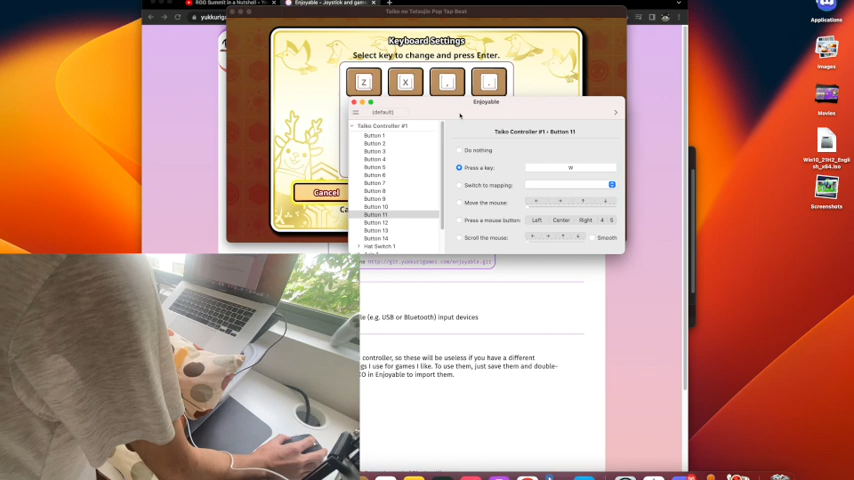 ROG Summit in a Nutshell - Y
Enjoyable - Joystick and game
Taiko no Tatsujin Pop Tap Beat
yukkurig
Keyboard Settings
Select key to change and press Enter.
Z X , .
Cancel
Enjoyable
(default)
Taiko Controller #1
Button 1
Button 2
Button 3
Button 4
Button 5
Button 6
Button 7
Button 8
Button 9
Button 10
Button 11
Button 12
Button 13
Button 14
Hat Switch 1
Taiko Controller #1 - Button 11
Do nothing
Press a key: W
Switch to mapping:
Move the mouse:
Press a mouse button: Left Center Right 4 5
Scroll the mouse: Smooth
http://git.yukkurigames.com/enjoyable.git
le (e.g. USB or Bluetooth) input devices
controller, so these will be useless if you have a different
gs I use for games I like. To use them, just save them and double-
in Enjoyable to import them.
Applications
Images
Movies
Win10_21H2_Engli
sh_x64.iso
Screenshots